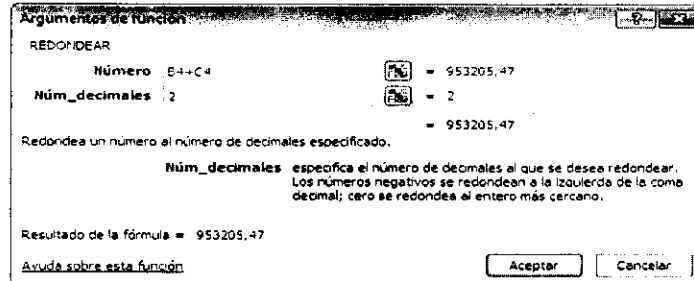 Argumentos de función
REDONDEAR
Número B4+C4 = 953205,47
Núm_decimales 2 = 2
= 953205,47
Redondea un número al número de decimales especificado.
Núm_decimales especifica el número de decimales al que se desea redondear. Los números negativos se redondean a la izquierda de la coma decimal; cero se redondea al entero más cercano.
Resultado de la fórmula = 953205,47
Ayuda sobre esta función
Aceptar Cancelar